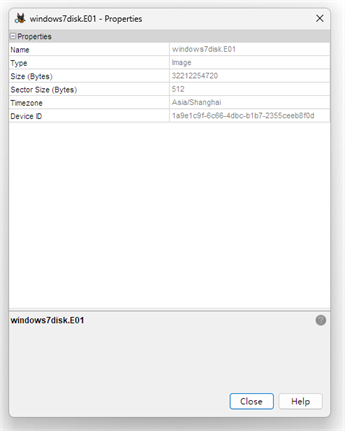 windows7disk.E01 - Properties
Properties
Name windows7disk.E01
Type Image
Size (Bytes) 32212254720
Sector Size (Bytes) 512
Timezone Asia/Shanghai
Device ID 1a9e1c9f-6c66-4dbc-b1b7-2355ceeb8f0d
windows7disk.E01
Close Help